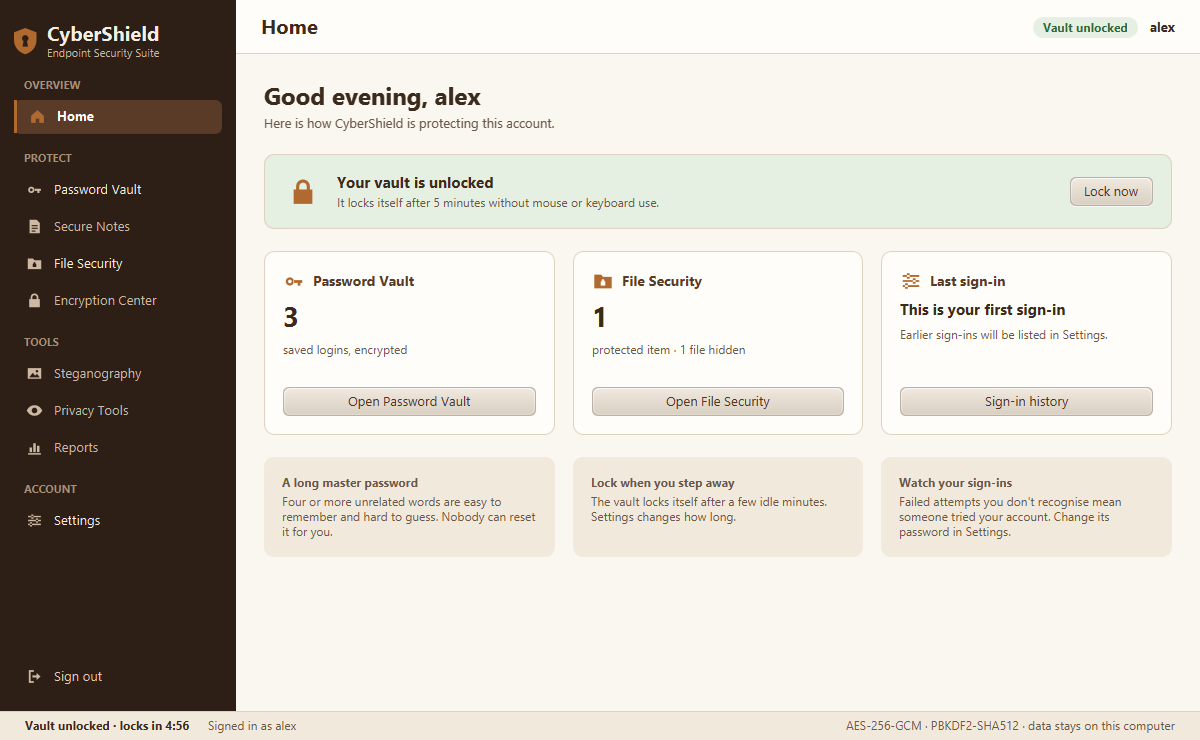 CyberShield
Endpoint Security Suite
OVERVIEW
Home
PROTECT
Password Vault
Secure Notes
File Security
Encryption Center
TOOLS
Steganography
Privacy Tools
Reports
ACCOUNT
Settings
Sign out
Home
Vault unlocked
alex
Good evening, alex
Here is how CyberShield is protecting this account.
Your vault is unlocked
It locks itself after 5 minutes without mouse or keyboard use.
Lock now
Password Vault
3
saved logins, encrypted
Open Password Vault
File Security
1
protected item · 1 file hidden
Open File Security
Last sign-in
This is your first sign-in
Earlier sign-ins will be listed in Settings.
Sign-in history
A long master password
Four or more unrelated words are easy to
remember and hard to guess. Nobody can reset
it for you.
Lock when you step away
The vault locks itself after a few idle minutes.
Settings changes how long.
Watch your sign-ins
Failed attempts you don't recognise mean
someone tried your account. Change its
password in Settings.
Vault unlocked · locks in 4:56
Signed in as alex
AES-256-GCM · PBKDF2-SHA512 · data stays on this computer